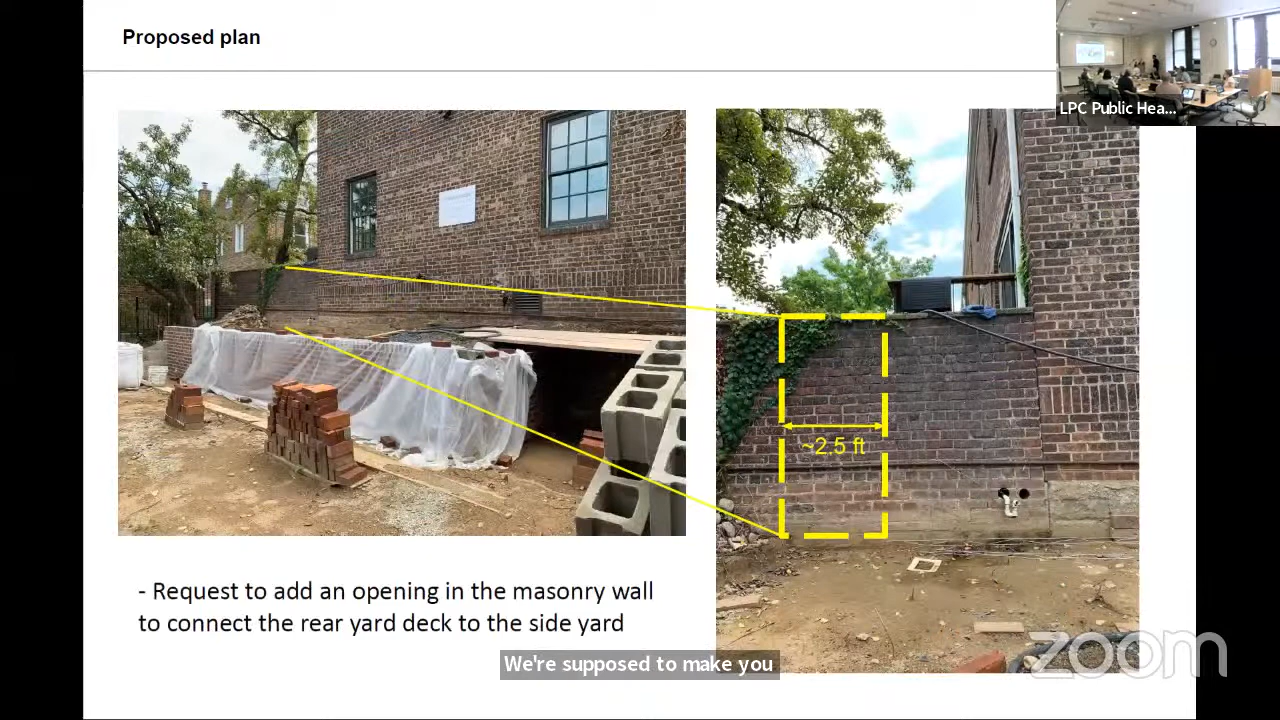 Proposed plan
LPC Public Hea...
~2.5 ft
- Request to add an opening in the masonry wall
to connect the rear yard deck to the side yard
We're supposed to make you
zoom